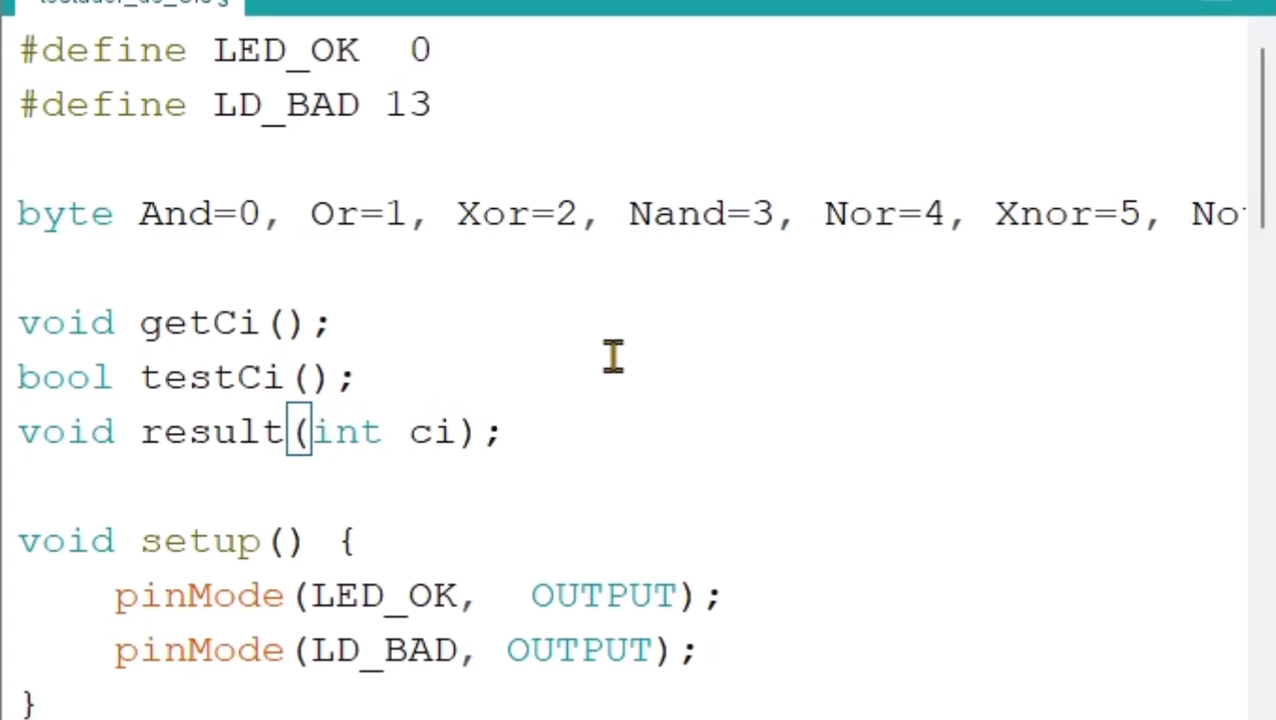 #define LED_OK  0
#define LD_BAD 13
byte And=0, Or=1, Xor=2, Nand=3, Nor=4, Xnor=5,
void getCi();
bool testCi();
void result(int ci);
void setup() {
    pinMode(LED_OK,  OUTPUT);
    pinMode(LD_BAD, OUTPUT);
}